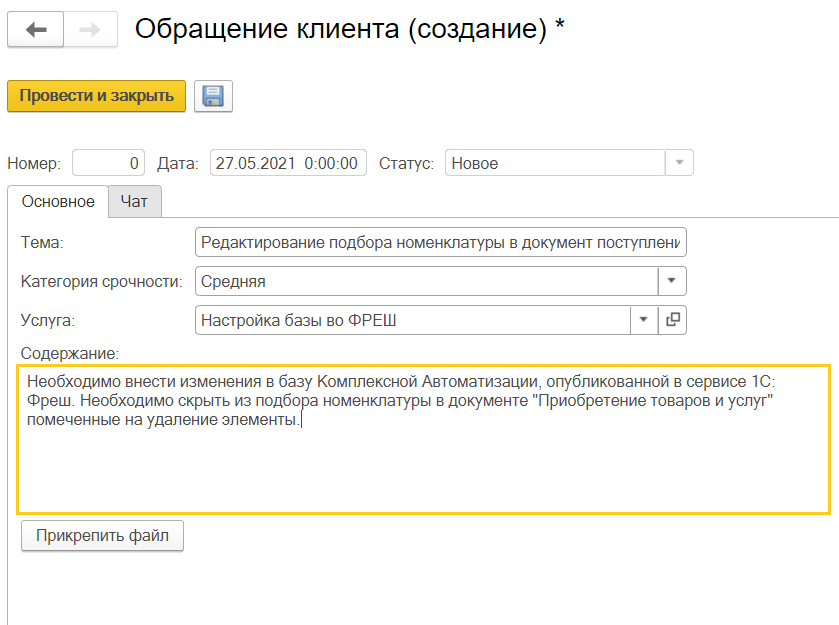 Обращение клиента (создание) *
Провести и закрыть
Номер: 0 Дата: 27.05.2021 0:00:00 Статус: Новое
Основное Чат
Тема: Редактирование подбора номенклатуры в документ поступлени
Категория срочности: Средняя
Услуга: Настройка базы во ФРЕШ
Содержание:
Необходимо внести изменения в базу Комплексной Автоматизации, опубликованной в сервисе 1С:
Фреш. Необходимо скрыть из подбора номенклатуры в документе "Приобретение товаров и услуг"
помеченные на удаление элементы.
Прикрепить файл